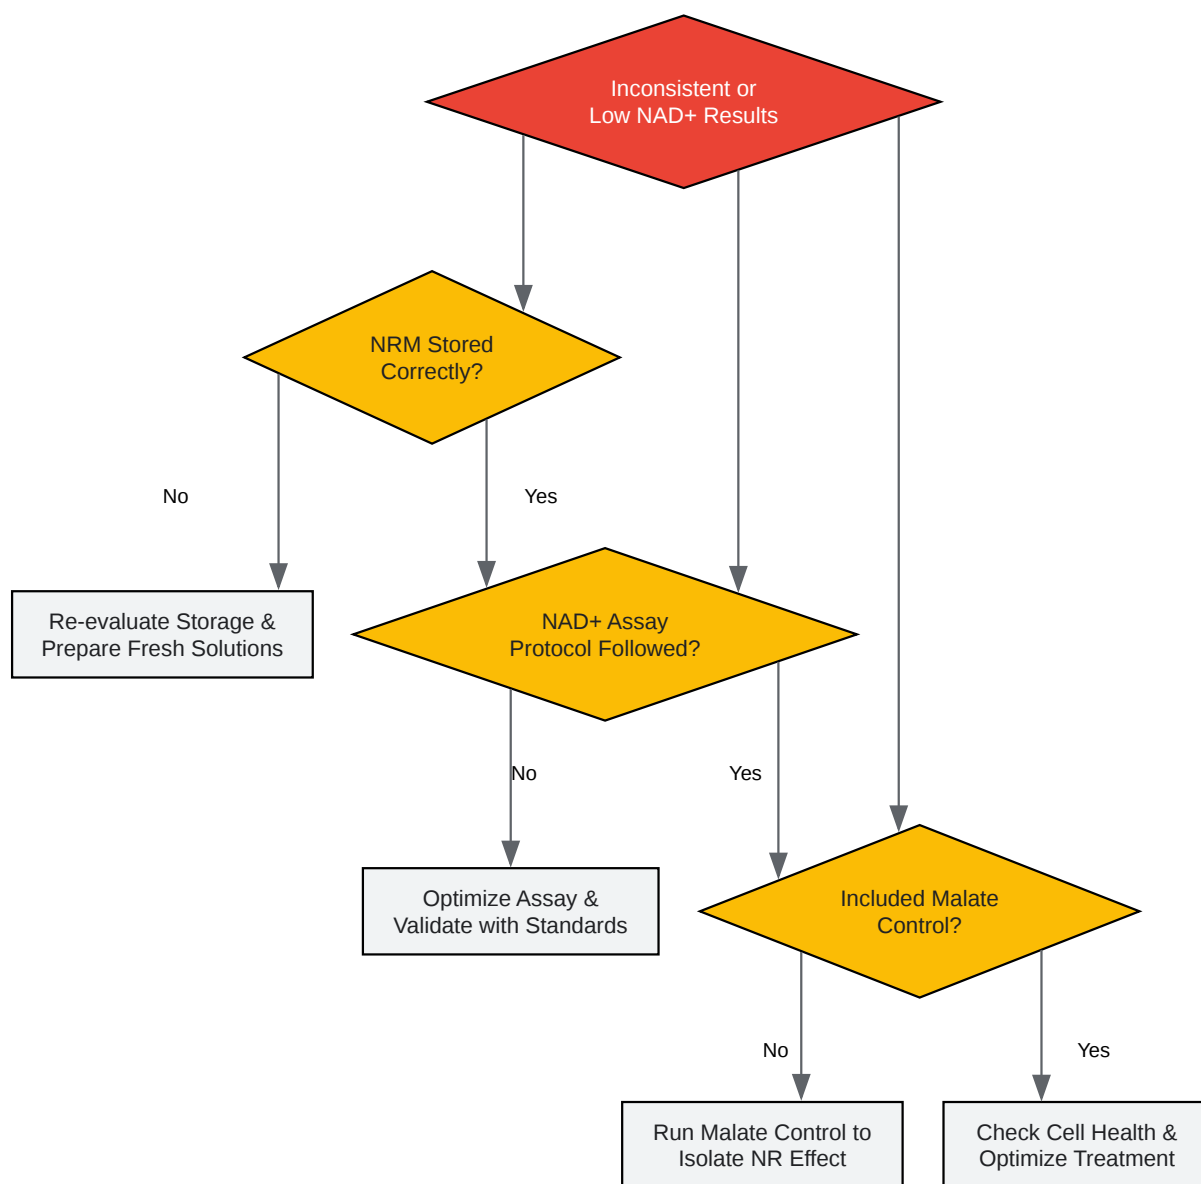 Inconsistent or
Low NAD+ Results
NRM Stored
Correctly?
No
Yes
Re-evaluate Storage &
Prepare Fresh Solutions
NAD+ Assay
Protocol Followed?
No
Yes
Optimize Assay &
Validate with Standards
Included Malate
Control?
No
Yes
Run Malate Control to
Isolate NR Effect
Check Cell Health &
Optimize Treatment